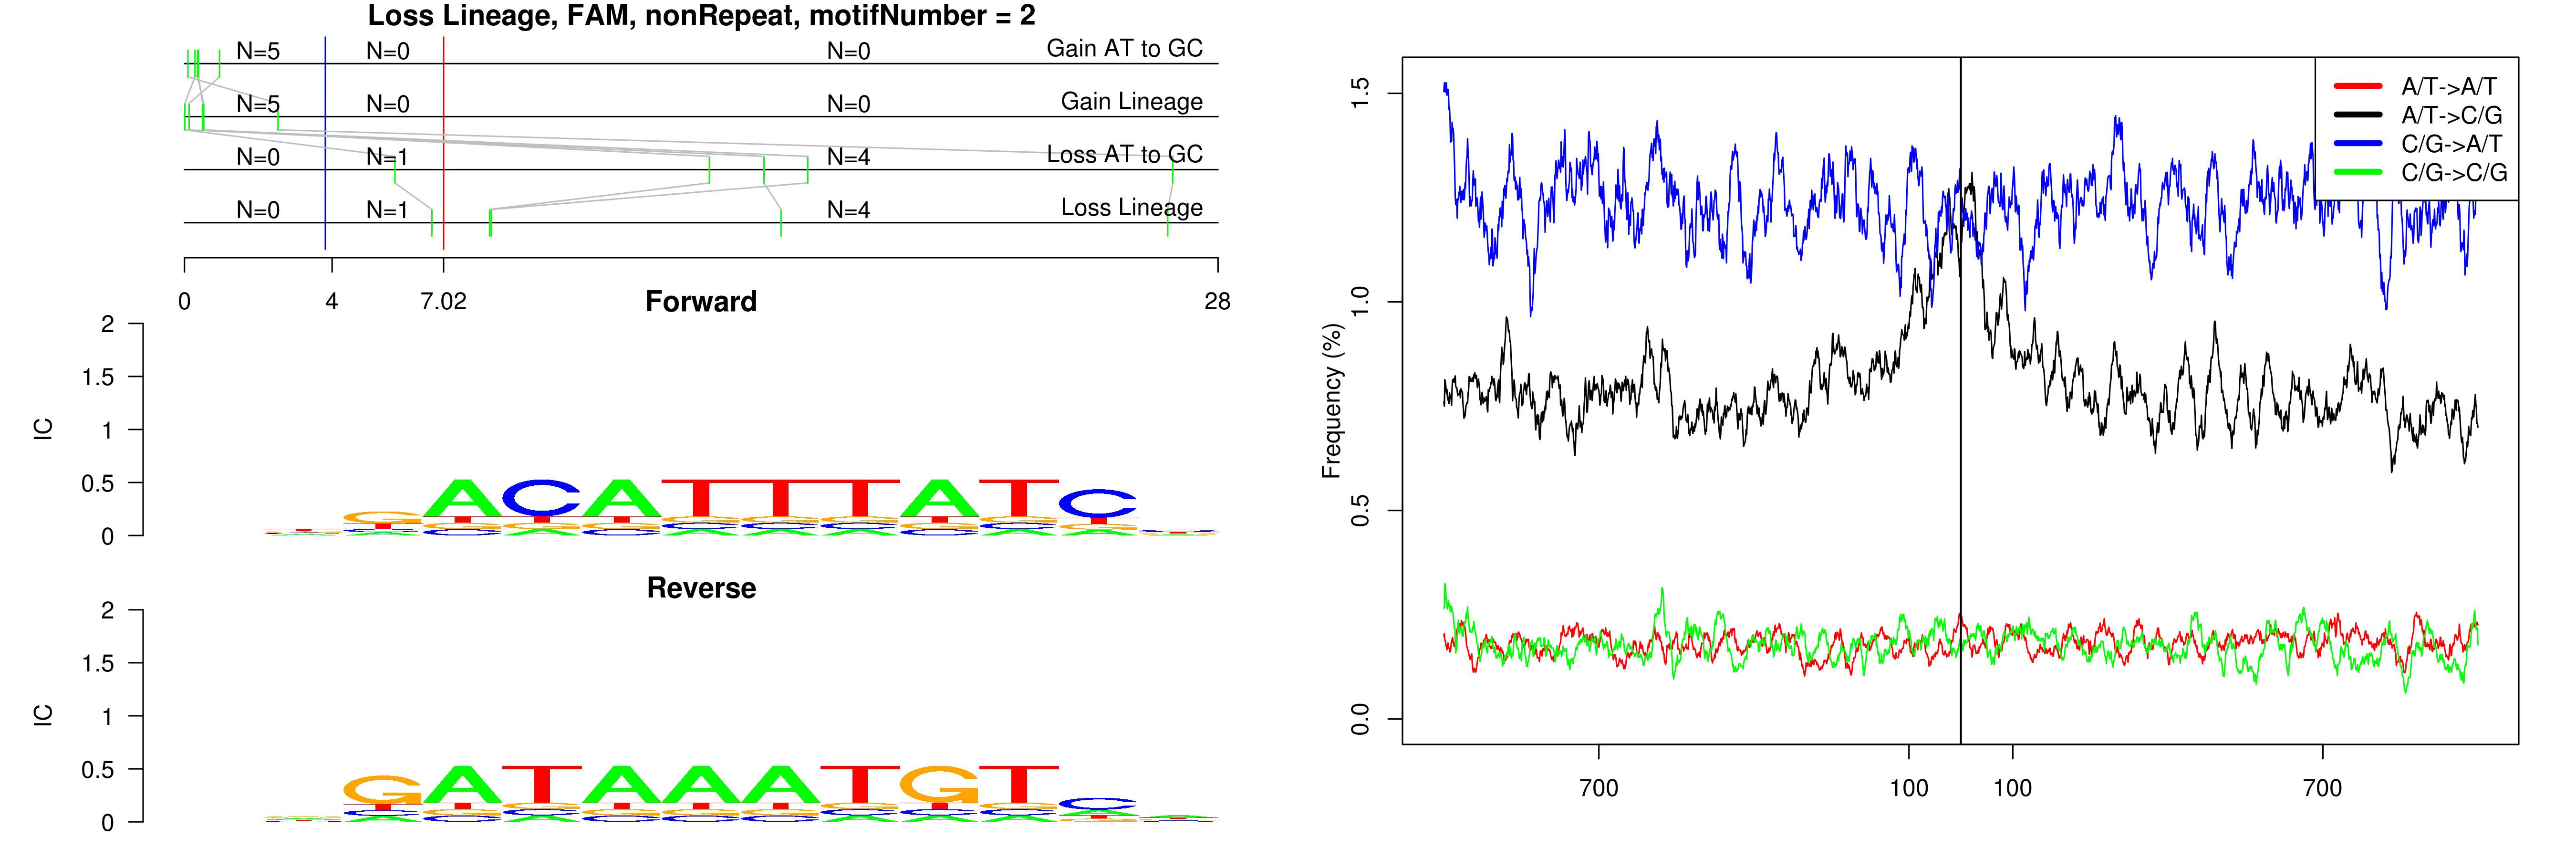 Loss Lineage, FAM, nonRepeat, motifNumber = 2
N=5 N=0 N=0 Gain AT to GC
N=5 N=0 N=0 Gain Lineage
N=0 N=1 N=4 Loss AT to GC
N=0 N=1 N=4 Loss Lineage
0 4 7.02 28
Forward
2
1.5
1
0.5
0
IC
ACATTTATC
Reverse
2
1.5
1
0.5
0
IC
GATAAATGTC
1.5
1.0
0.5
0.0
Frequency (%)
A/T->A/T
A/T->C/G
C/G->A/T
C/G->C/G
700 100 100 700